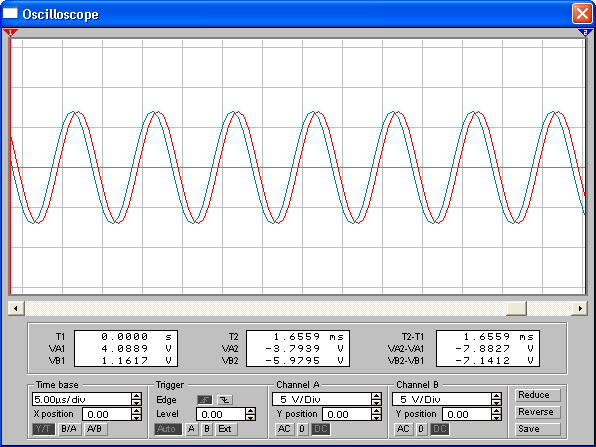 Oscilloscope
1 2
T1 0.0000 s T2 1.6559 ms T2-T1 1.6559 ms
VA1 4.0889 V VA2 -3.7939 V VA2-VA1 -7.8827 V
VB1 1.1617 V VB2 -5.9795 V VB2-VB1 -7.1412 V
Time base Trigger Channel A Channel B Reduce
5.00µs/div Edge 5 V/Div 5 V/Div Reverse
X position 0.00 Level 0.00 Y position 0.00 Y position 0.00
Y/T B/A A/B Auto A B Ext AC 0 DC AC 0 DC Save